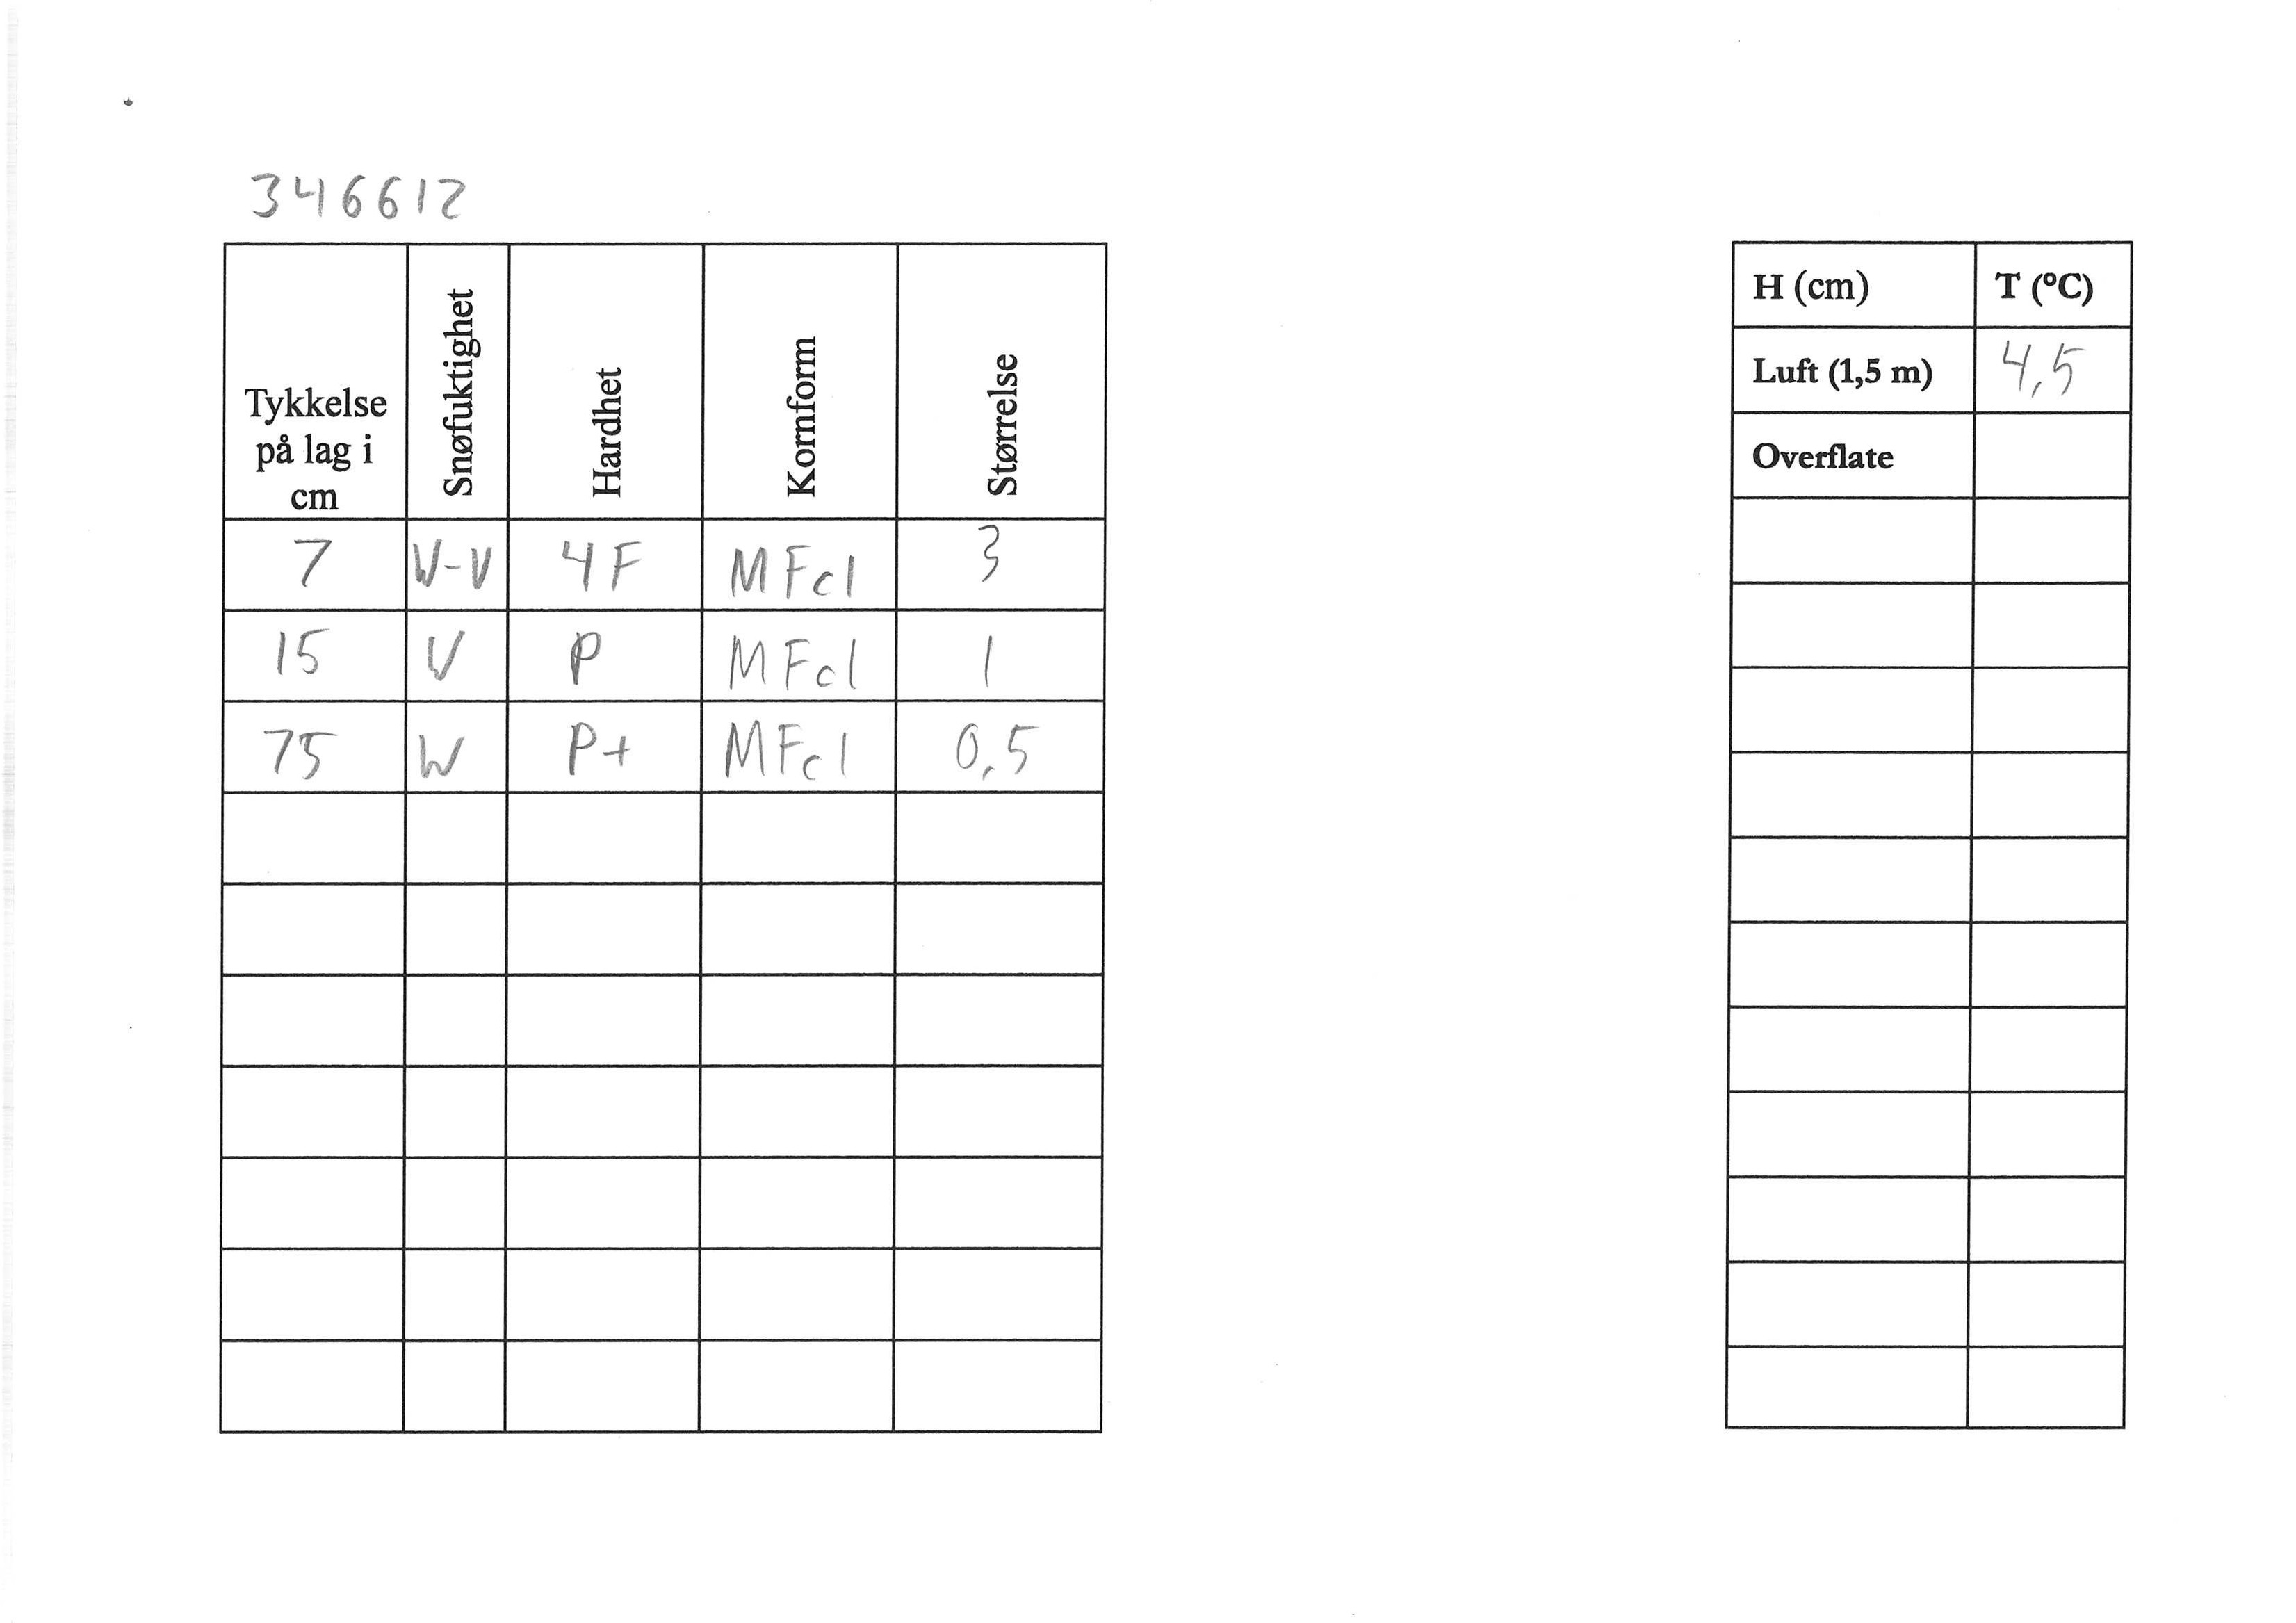 346612
Tykkelse på lag i cm Snøfuktighet Hardhet Kornform Størrelse
7 W-V 4F MFcl 3
15 V P MFcl 1
75 W P+ MFcl 0,5
H (cm) T (ºC)
Luft (1,5 m) 4,5
Overflate